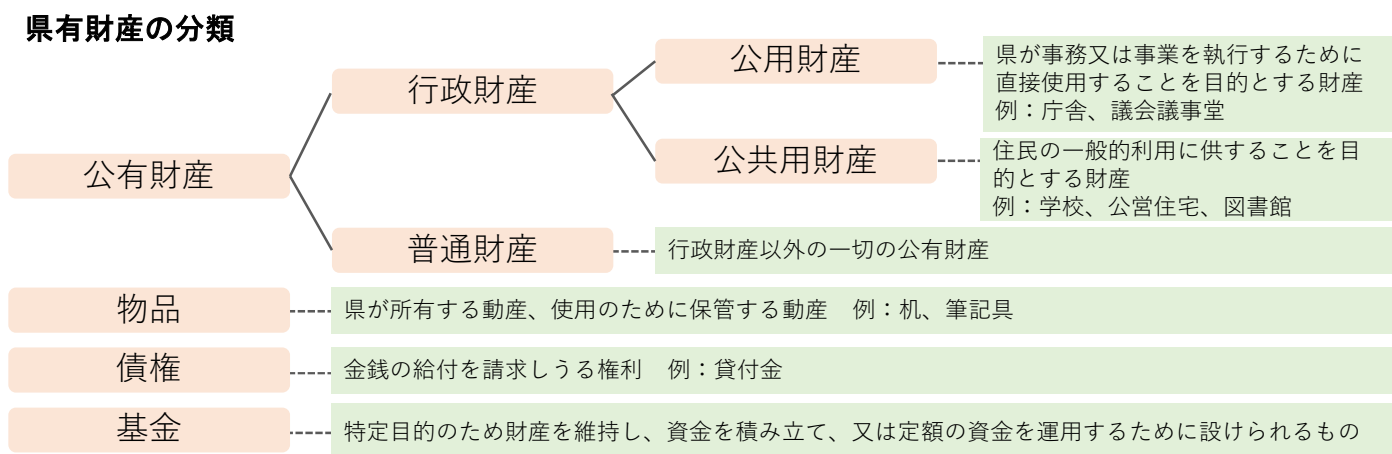 県有財産の分類
公用財産
県が事務又は事業を執行するために
直接使用することを目的とする財産
例：庁舎、議会議事堂
行政財産
公共用財産
住民の一般的利用に供することを目
的とする財産
例：学校、公営住宅、図書館
公有財産
普通財産
行政財産以外の一切の公有財産
物品
県が所有する動産、使用のために保管する動産　例：机、筆記具
債権
金銭の給付を請求しうる権利　例：貸付金
基金
特定目的のため財産を維持し、資金を積み立て、又は定額の資金を運用するために設けられるもの